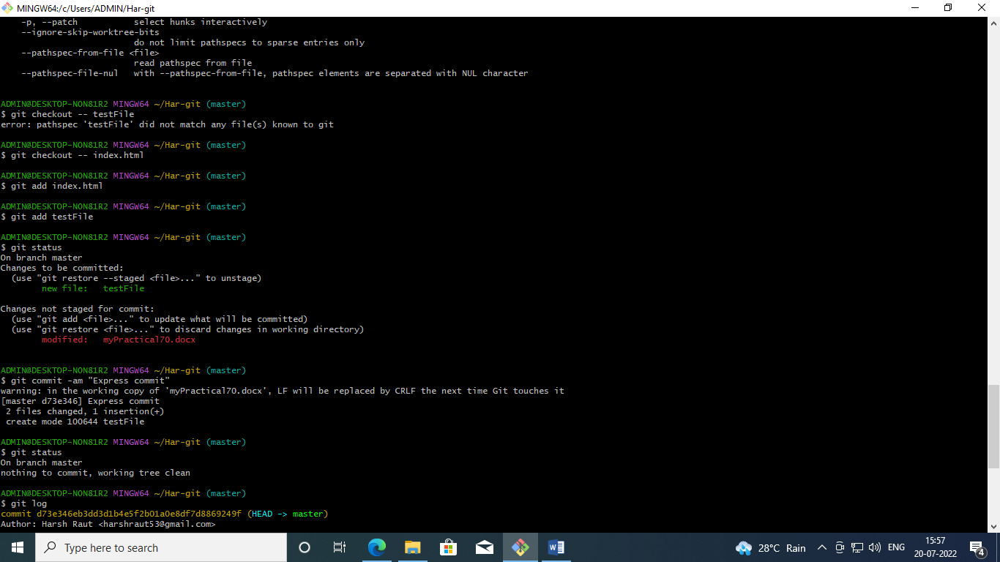 MINGW64:/c/Users/ADMIN/Har-git
-p, --patch select hunks interactively
--ignore-skip-worktree-bits
do not limit pathspecs to sparse entries only
--pathspec-from-file <file>
read pathspec from file
--pathspec-file-nul with --pathspec-from-file, pathspec elements are separated with NUL character
ADMIN@DESKTOP-NON81R2 MINGW64 ~/Har-git (master)
$ git checkout -- testFile
error: pathspec 'testFile' did not match any file(s) known to git
ADMIN@DESKTOP-NON81R2 MINGW64 ~/Har-git (master)
$ git checkout -- index.html
ADMIN@DESKTOP-NON81R2 MINGW64 ~/Har-git (master)
$ git add index.html
ADMIN@DESKTOP-NON81R2 MINGW64 ~/Har-git (master)
$ git add testFile
ADMIN@DESKTOP-NON81R2 MINGW64 ~/Har-git (master)
$ git status
On branch master
Changes to be committed:
(use "git restore --staged <file>..." to unstage)
new file: testFile
Changes not staged for commit:
(use "git add <file>..." to update what will be committed)
(use "git restore <file>..." to discard changes in working directory)
modified: myPractical70.docx
ADMIN@DESKTOP-NON81R2 MINGW64 ~/Har-git (master)
$ git commit -am "Express commit"
warning: in the working copy of 'myPractical70.docx', LF will be replaced by CRLF the next time Git touches it
[master d73e346] Express commit
2 files changed, 1 insertion(+)
create mode 100644 testFile
ADMIN@DESKTOP-NON81R2 MINGW64 ~/Har-git (master)
$ git status
On branch master
nothing to commit, working tree clean
ADMIN@DESKTOP-NON81R2 MINGW64 ~/Har-git (master)
$ git log
commit d73e346eb3dd3d1b4e5f2b01a0e8df7d8869249f (HEAD -> master)
Author: Harsh Raut <harshraut53@gmail.com>
Type here to search
28°C Rain
ENG
15:57
20-07-2022
4